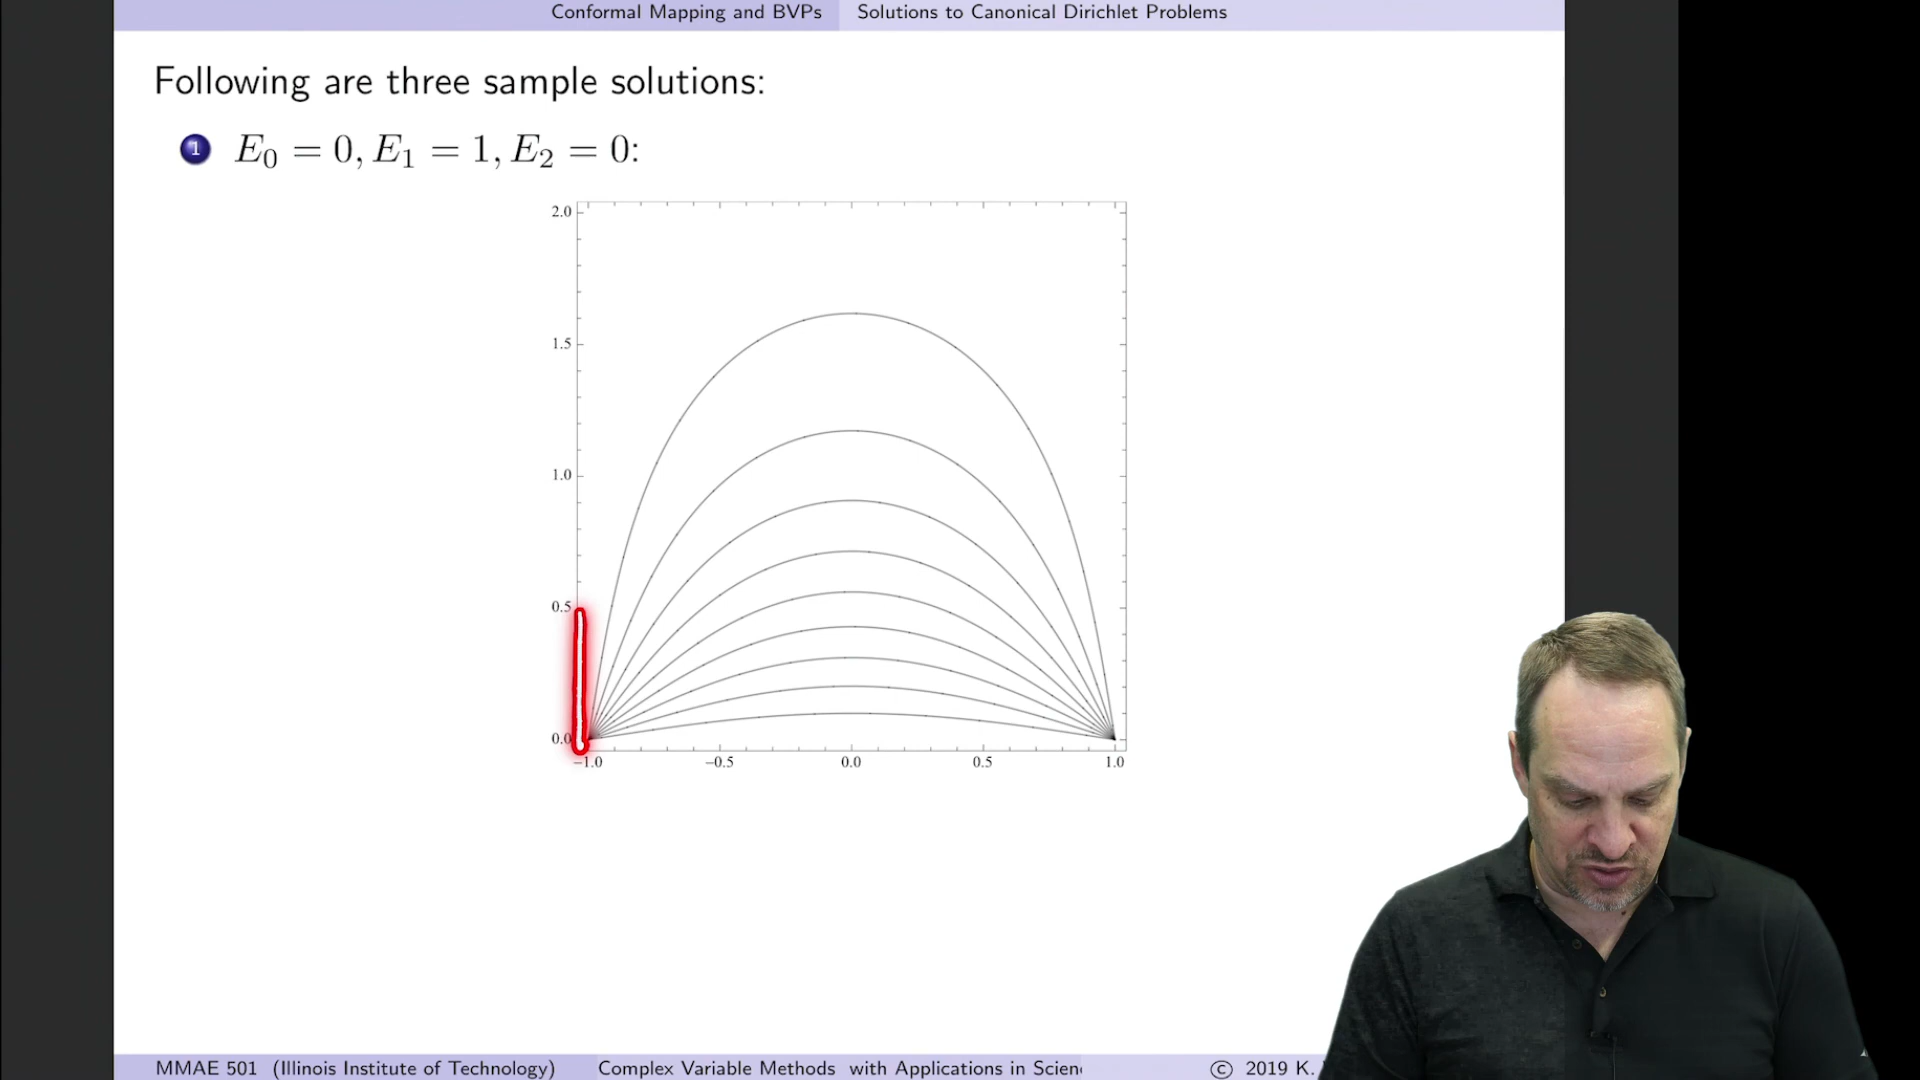 Conformal Mapping and BVPs Solutions to Canonical Dirichlet Problems
Following are three sample solutions:
1 E₀ = 0, E₁ = 1, E₂ = 0:
2.0
1.5
1.0
0.5
0.0
−1.0 −0.5 0.0 0.5 1.0
MMAE 501 (Illinois Institute of Technology) Complex Variable Methods with Applications in © 2019 K.